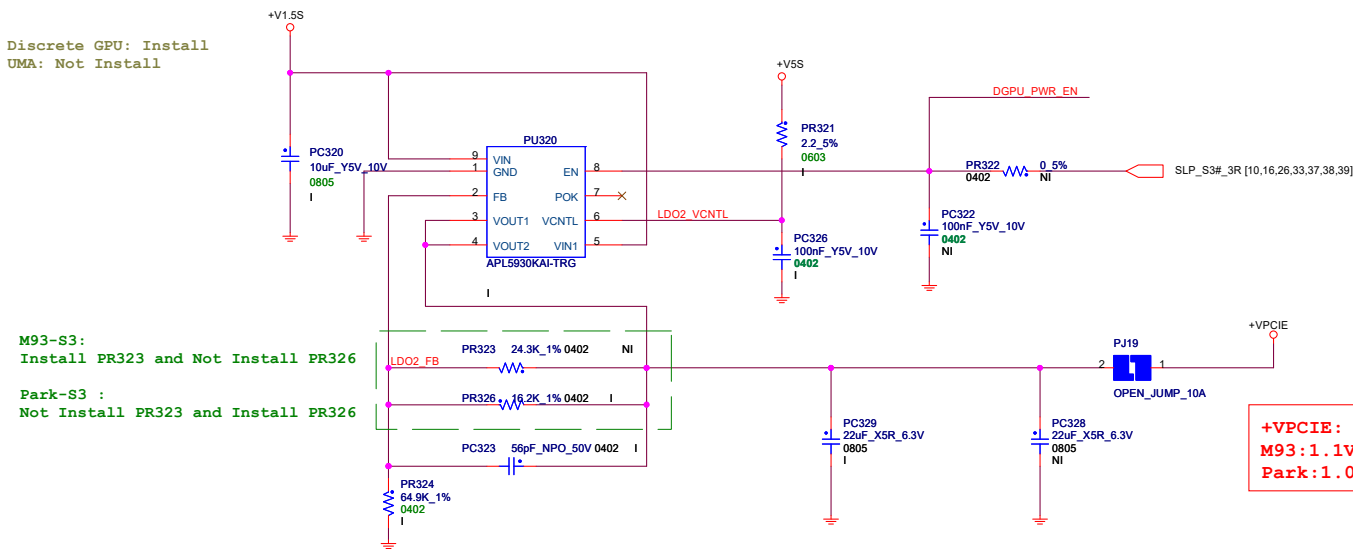 +V1.5S
Discrete GPU: Install
UMA: Not Install
+V5S
DGPU_PWR_EN
PR321
2.2_5%
0603
I
PU320
PC320
10uF_Y5V_10V
0805
I
9 VIN
1 GND
2 FB
3 VOUT1
4 VOUT2
EN 8
POK 7
VCNTL 6
VIN1 5
APL5930KAI-TRG
I
LDO2_VCNTL
PR322 0_5%
0402 NI
SLP_S3#_3R [10,16,26,33,37,38,39]
PC322
100nF_Y5V_10V
0402
NI
PC326
100nF_Y5V_10V
0402
I
M93-S3:
Install PR323 and Not Install PR326
Park-S3 :
Not Install PR323 and Install PR326
PR323 24.3K_1% 0402 NI
LDO2_FB
PR326 16.2K_1% 0402 I
PC323 56pF_NPO_50V 0402 I
PR324
64.9K_1%
0402
I
PC329
22uF_X5R_6.3V
0805
I
PC328
22uF_X5R_6.3V
0805
NI
+VPCIE
PJ19
2 1
OPEN_JUMP_10A
+VPCIE:
M93:1.1V
Park:1.0